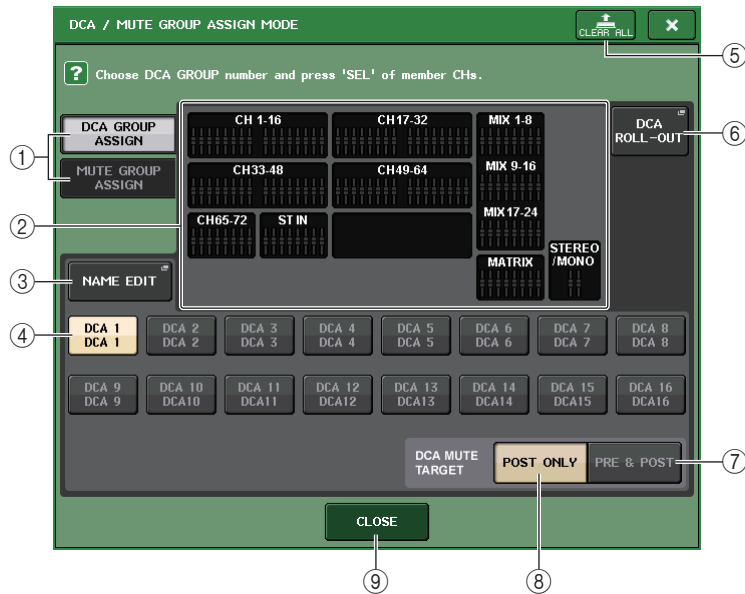 DCA / MUTE GROUP ASSIGN MODE
CLEAR ALL
×
⑤
? Choose DCA GROUP number and press 'SEL' of member CHs.
①
DCA GROUP
ASSIGN
MUTE GROUP
ASSIGN
②
CH 1-16
CH17-32
MIX 1-8
CH33-48
CH49-64
MIX 9-16
CH65-72
ST IN
MIX17-24
MATRIX
STEREO
/MONO
DCA
ROLL-OUT
⑥
③
NAME EDIT
④
DCA 1
DCA 1
DCA 2
DCA 2
DCA 3
DCA 3
DCA 4
DCA 4
DCA 5
DCA 5
DCA 6
DCA 6
DCA 7
DCA 7
DCA 8
DCA 8
DCA 9
DCA 9
DCA 10
DCA10
DCA 11
DCA11
DCA 12
DCA12
DCA 13
DCA13
DCA 14
DCA14
DCA 15
DCA15
DCA 16
DCA16
DCA MUTE
TARGET
POST ONLY
PRE & POST
⑦
CLOSE
⑨
⑧